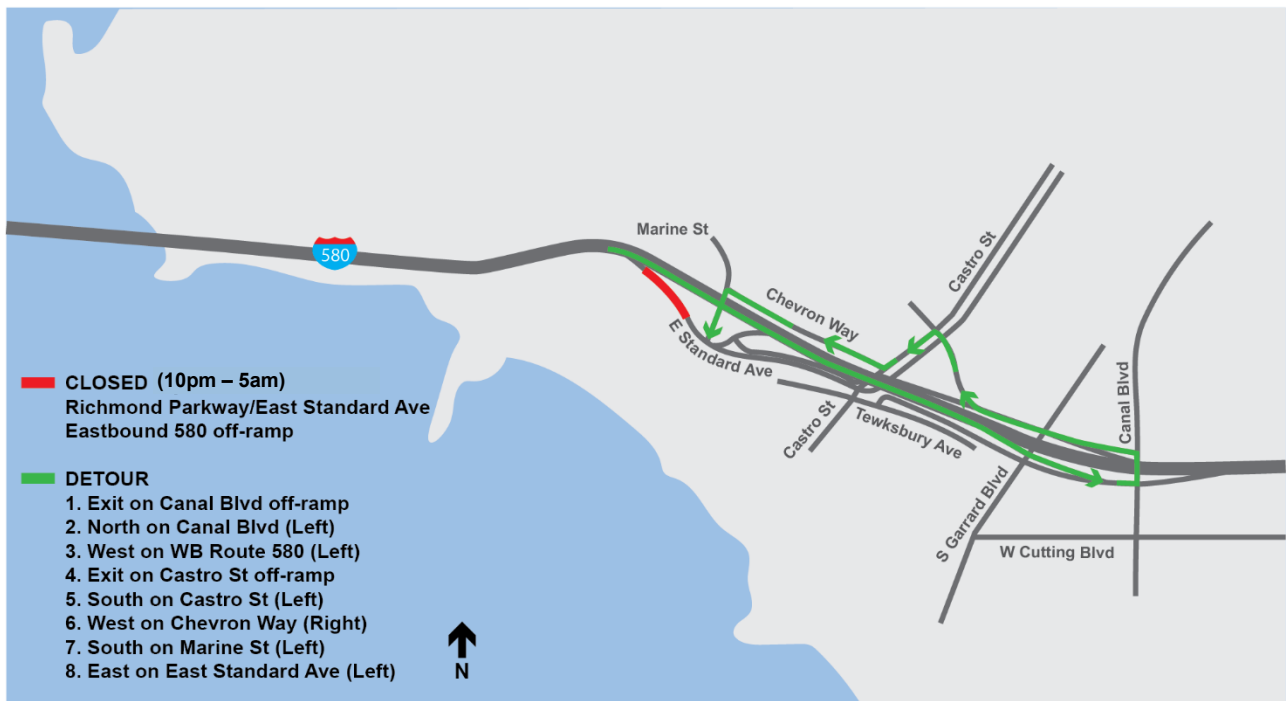 580
Marine St
Chevron Way
Castro St
E Standard Ave
Castro St
Tewksbury Ave
Canal Blvd
S Garrard Blvd
W Cutting Blvd
CLOSED (10pm – 5am)
Richmond Parkway/East Standard Ave
Eastbound 580 off-ramp
DETOUR
1. Exit on Canal Blvd off-ramp
2. North on Canal Blvd (Left)
3. West on WB Route 580 (Left)
4. Exit on Castro St off-ramp
5. South on Castro St (Left)
6. West on Chevron Way (Right)
7. South on Marine St (Left)
8. East on East Standard Ave (Left)
N